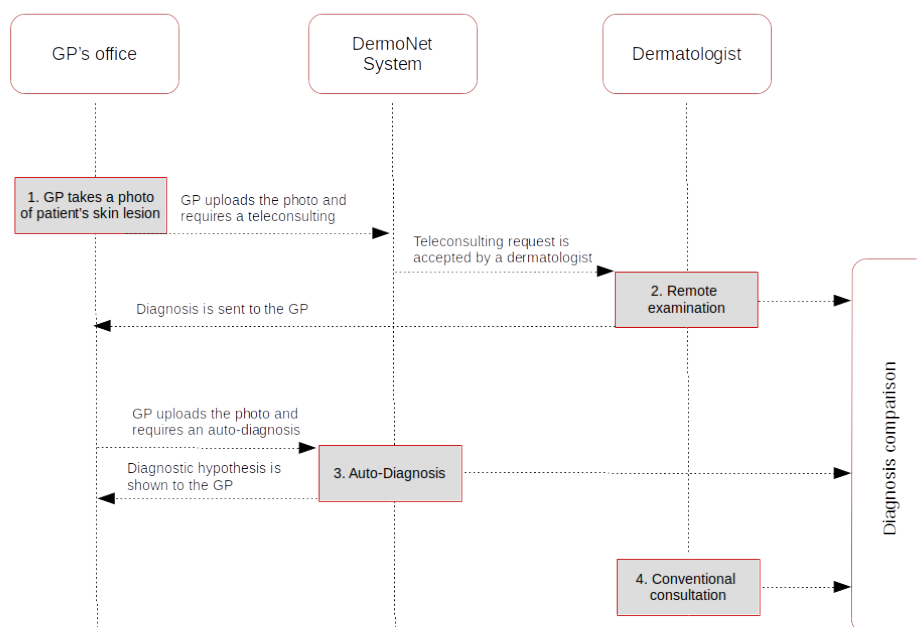 GP's office
DermoNet
System
Dermatologist
1. GP takes a photo
of patient's skin lesion
GP uploads the photo and
requires a teleconsulting
Teleconsulting request is
accepted by a dermatologist
2. Remote
examination
Diagnosis is sent to the GP
GP uploads the photo and
requires an auto-diagnosis
Diagnostic hypothesis is
shown to the GP
3. Auto-Diagnosis
Diagnosis comparison
4. Conventional
consultation